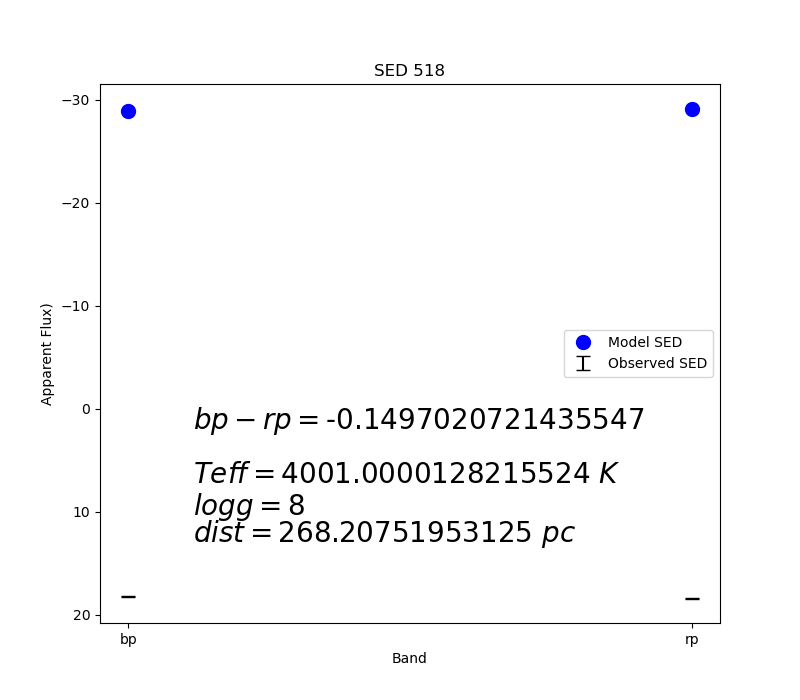 SED 518
−30
−20
−10
0
10
20
Apparent Flux)
Model SED
Observed SED
bp − rp = -0.1497020721435547
Teff = 4001.0000128215524 K
logg = 8
dist = 268.20751953125 pc
bp
rp
Band